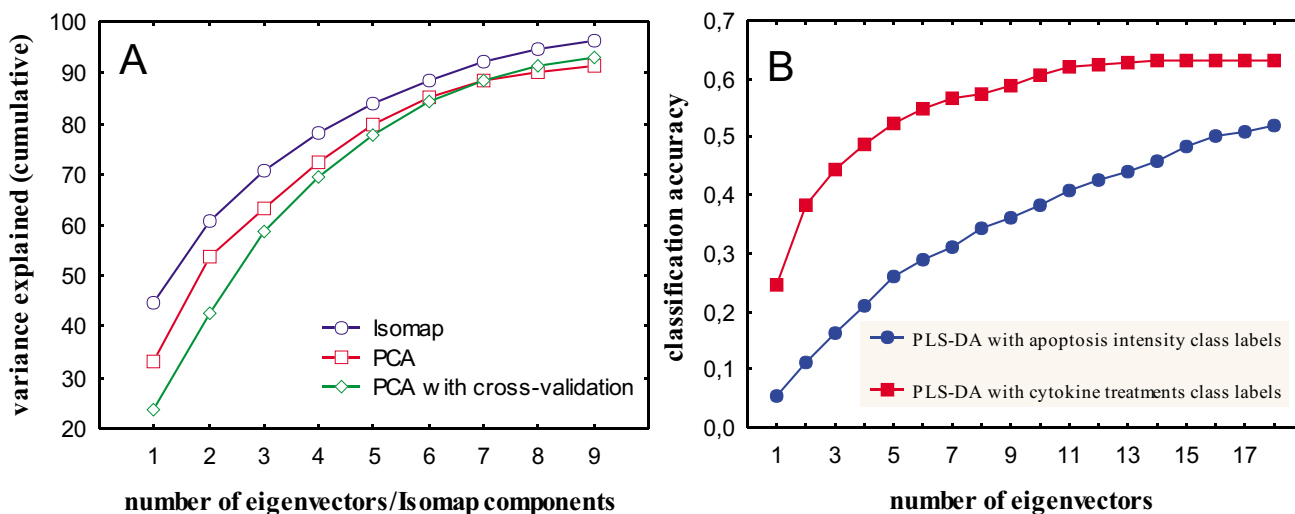 A
variance explained (cumulative)
100
90
80
70
60
50
40
30
20
Isomap
PCA
PCA with cross-validation
1 2 3 4 5 6 7 8 9
number of eigenvectors/Isomap components
B
classification accuracy
0,7
0,6
0,5
0,4
0,3
0,2
0,1
0,0
PLS-DA with apoptosis intensity class labels
PLS-DA with cytokine treatments class labels
1 3 5 7 9 11 13 15 17
number of eigenvectors